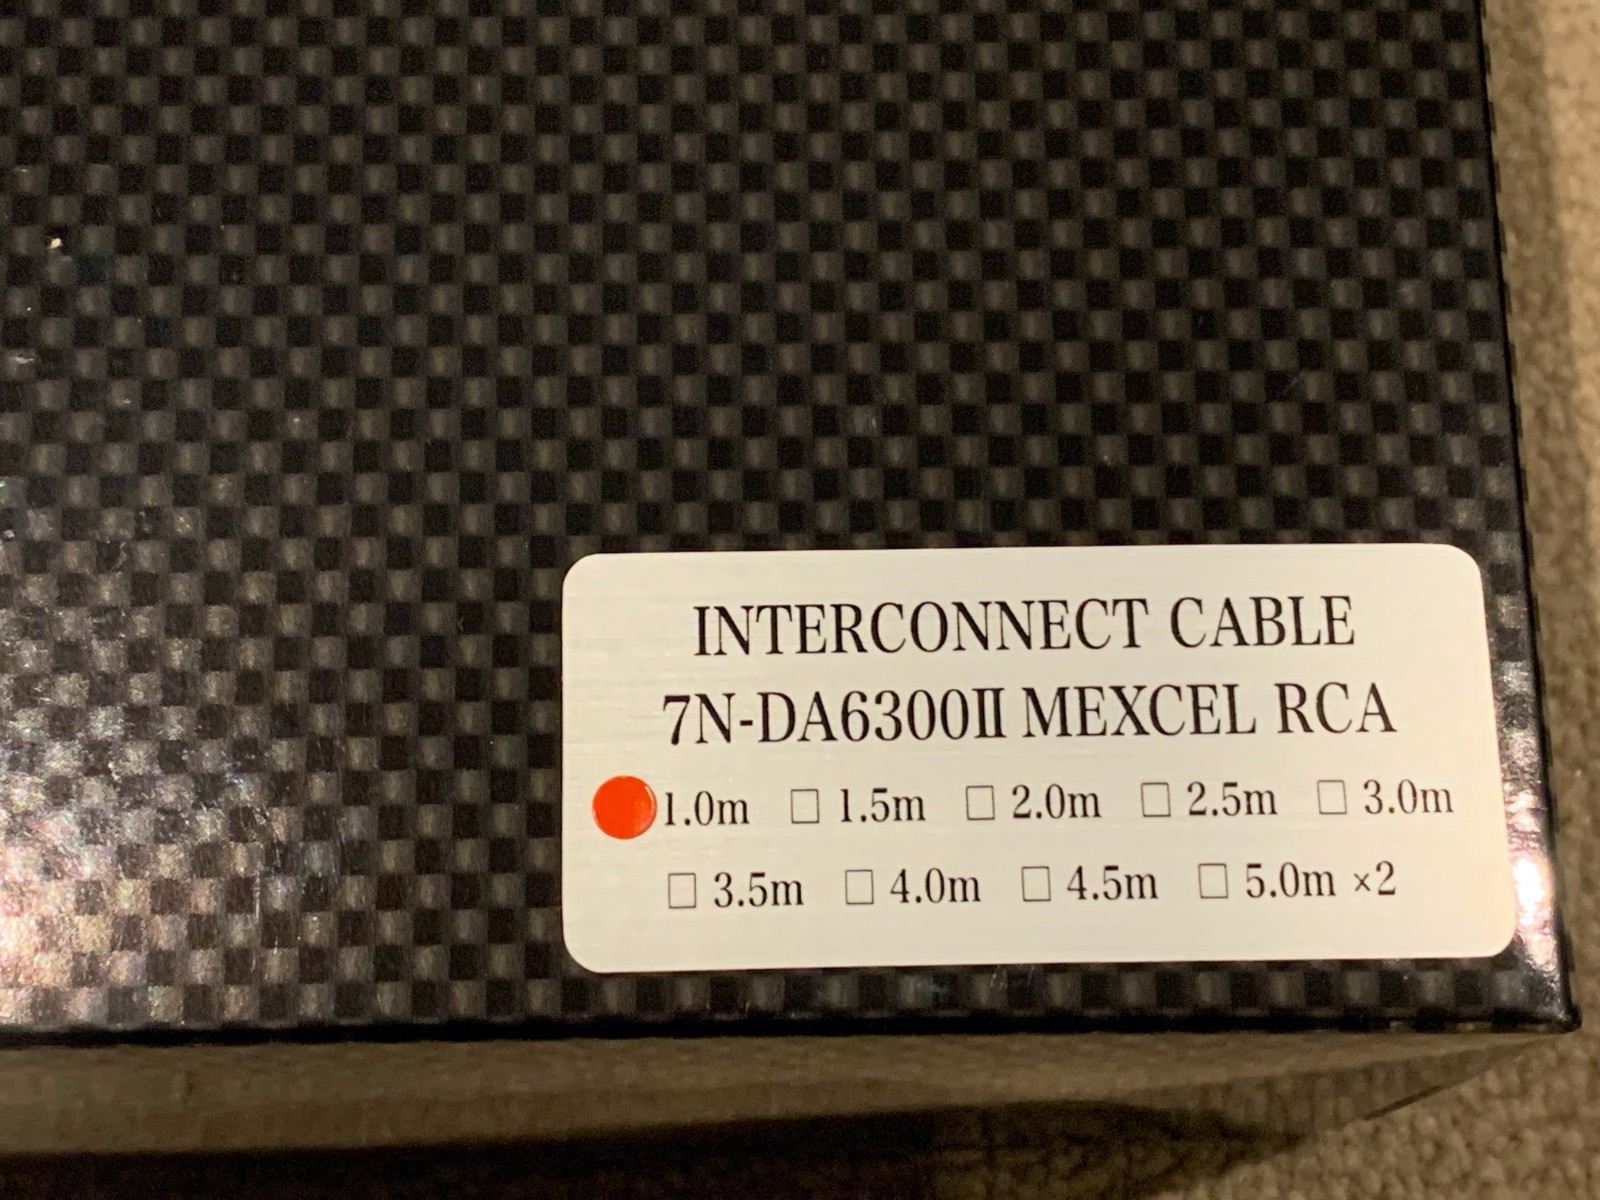 INTERCONNECT CABLE
7N-DA6300Ⅱ MEXCEL RCA
1.0m □ 1.5m □ 2.0m □ 2.5m □ 3.0m
□ 3.5m □ 4.0m □ 4.5m □ 5.0m ×2